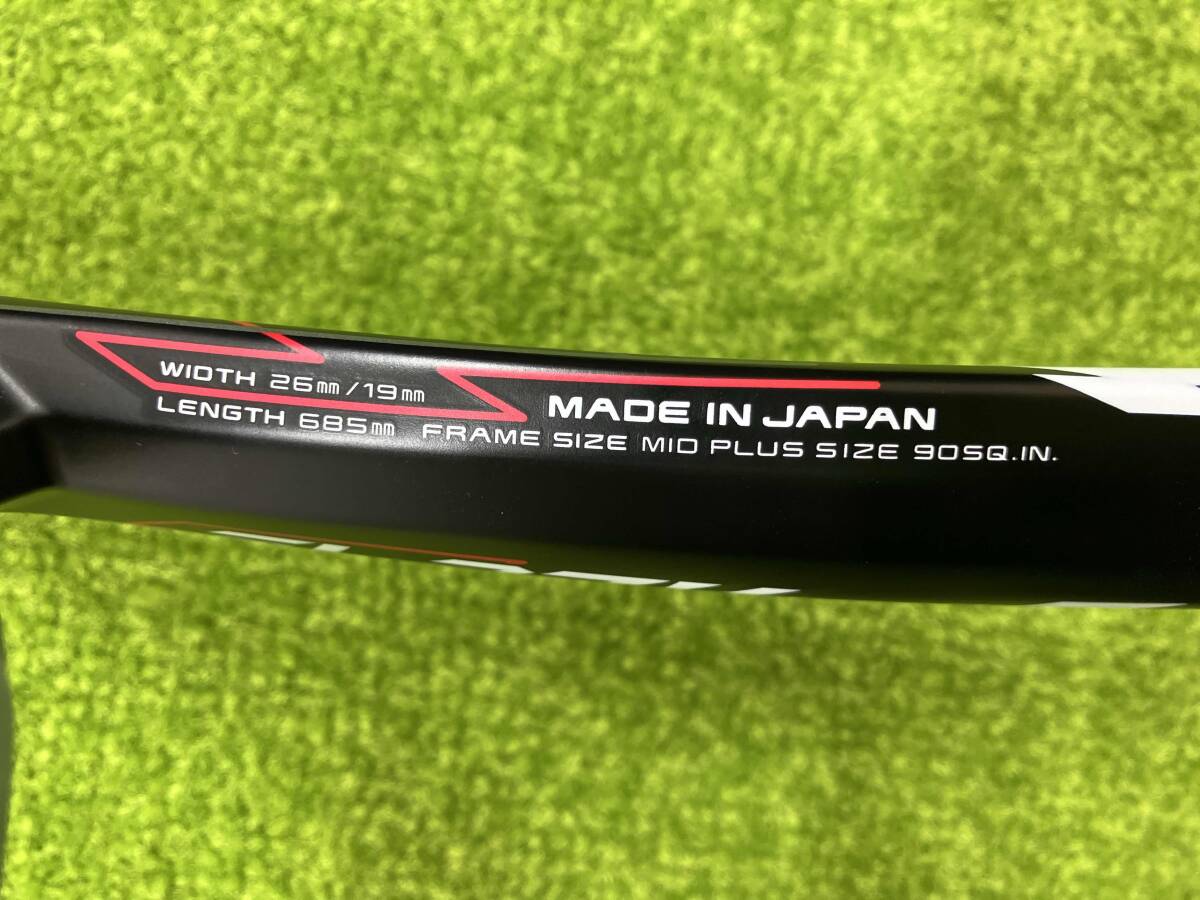 WIDTH 26mm/19mm
LENGTH 685mm
MADE IN JAPAN
FRAME SIZE MID PLUS SIZE 90SQ.IN.